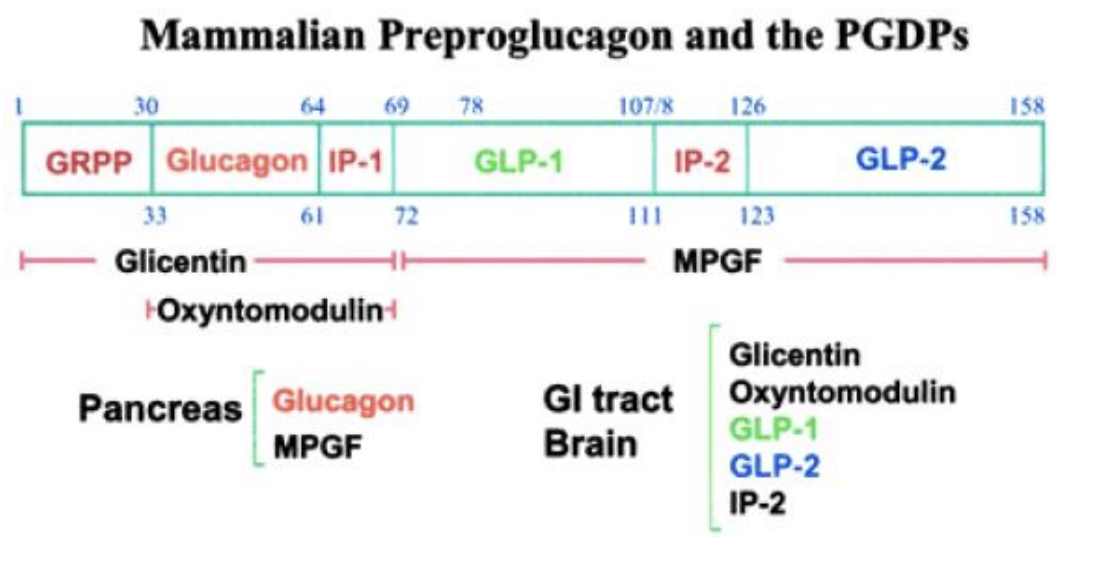 Mammalian Preproglucagon and the PGDPs
1 30 64 69 78 107/8 126 158
GRPP Glucagon IP-1 GLP-1 IP-2 GLP-2
33 61 72 111 123 158
Glicentin MPGF
Oxyntomodulin
Pancreas
Glucagon
MPGF
GI tract
Brain
Glicentin
Oxyntomodulin
GLP-1
GLP-2
IP-2